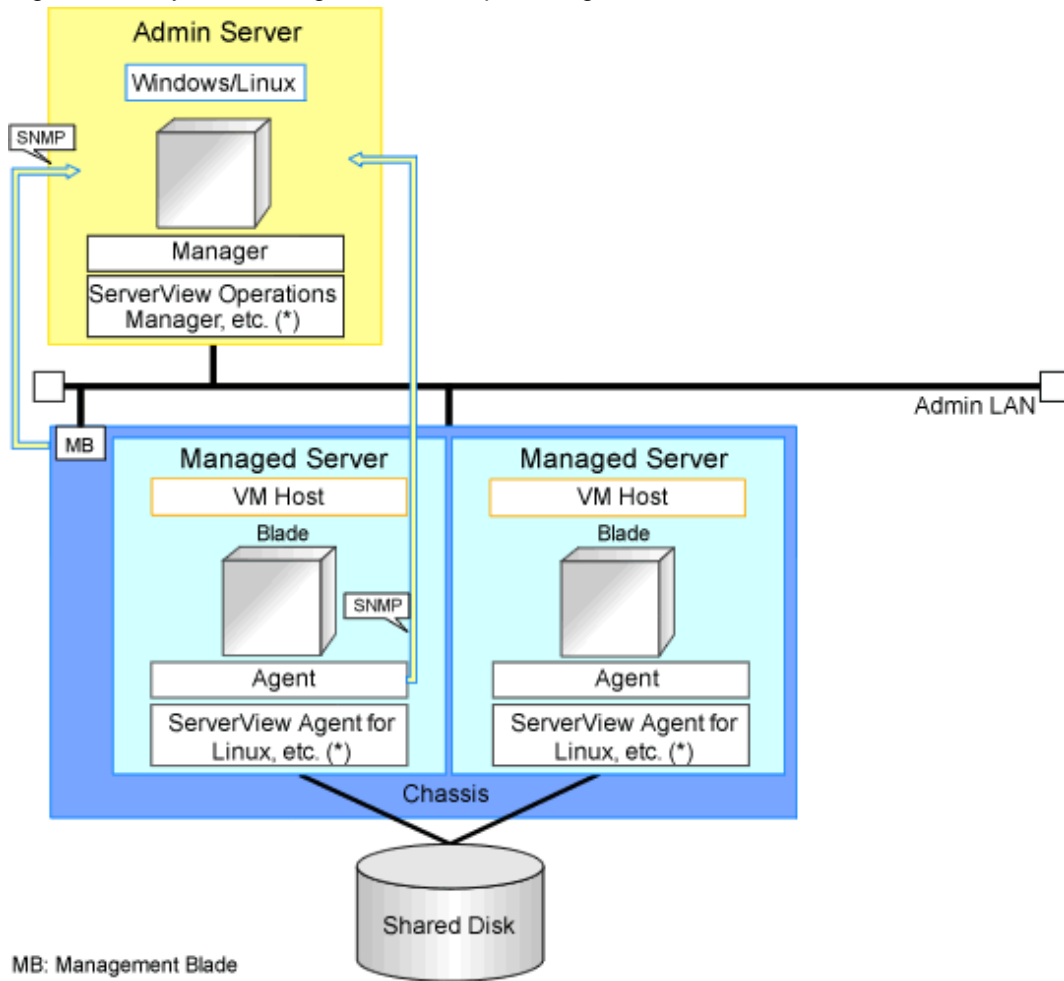 Admin Server
Windows/Linux
SNMP
Manager
ServerView Operations
Manager, etc. (*)
Admin LAN
MB
Managed Server
VM Host
Blade
SNMP
Agent
ServerView Agent for
Linux, etc. (*)
Managed Server
VM Host
Blade
Agent
ServerView Agent for
Linux, etc. (*)
Chassis
Shared Disk
MB: Management Blade